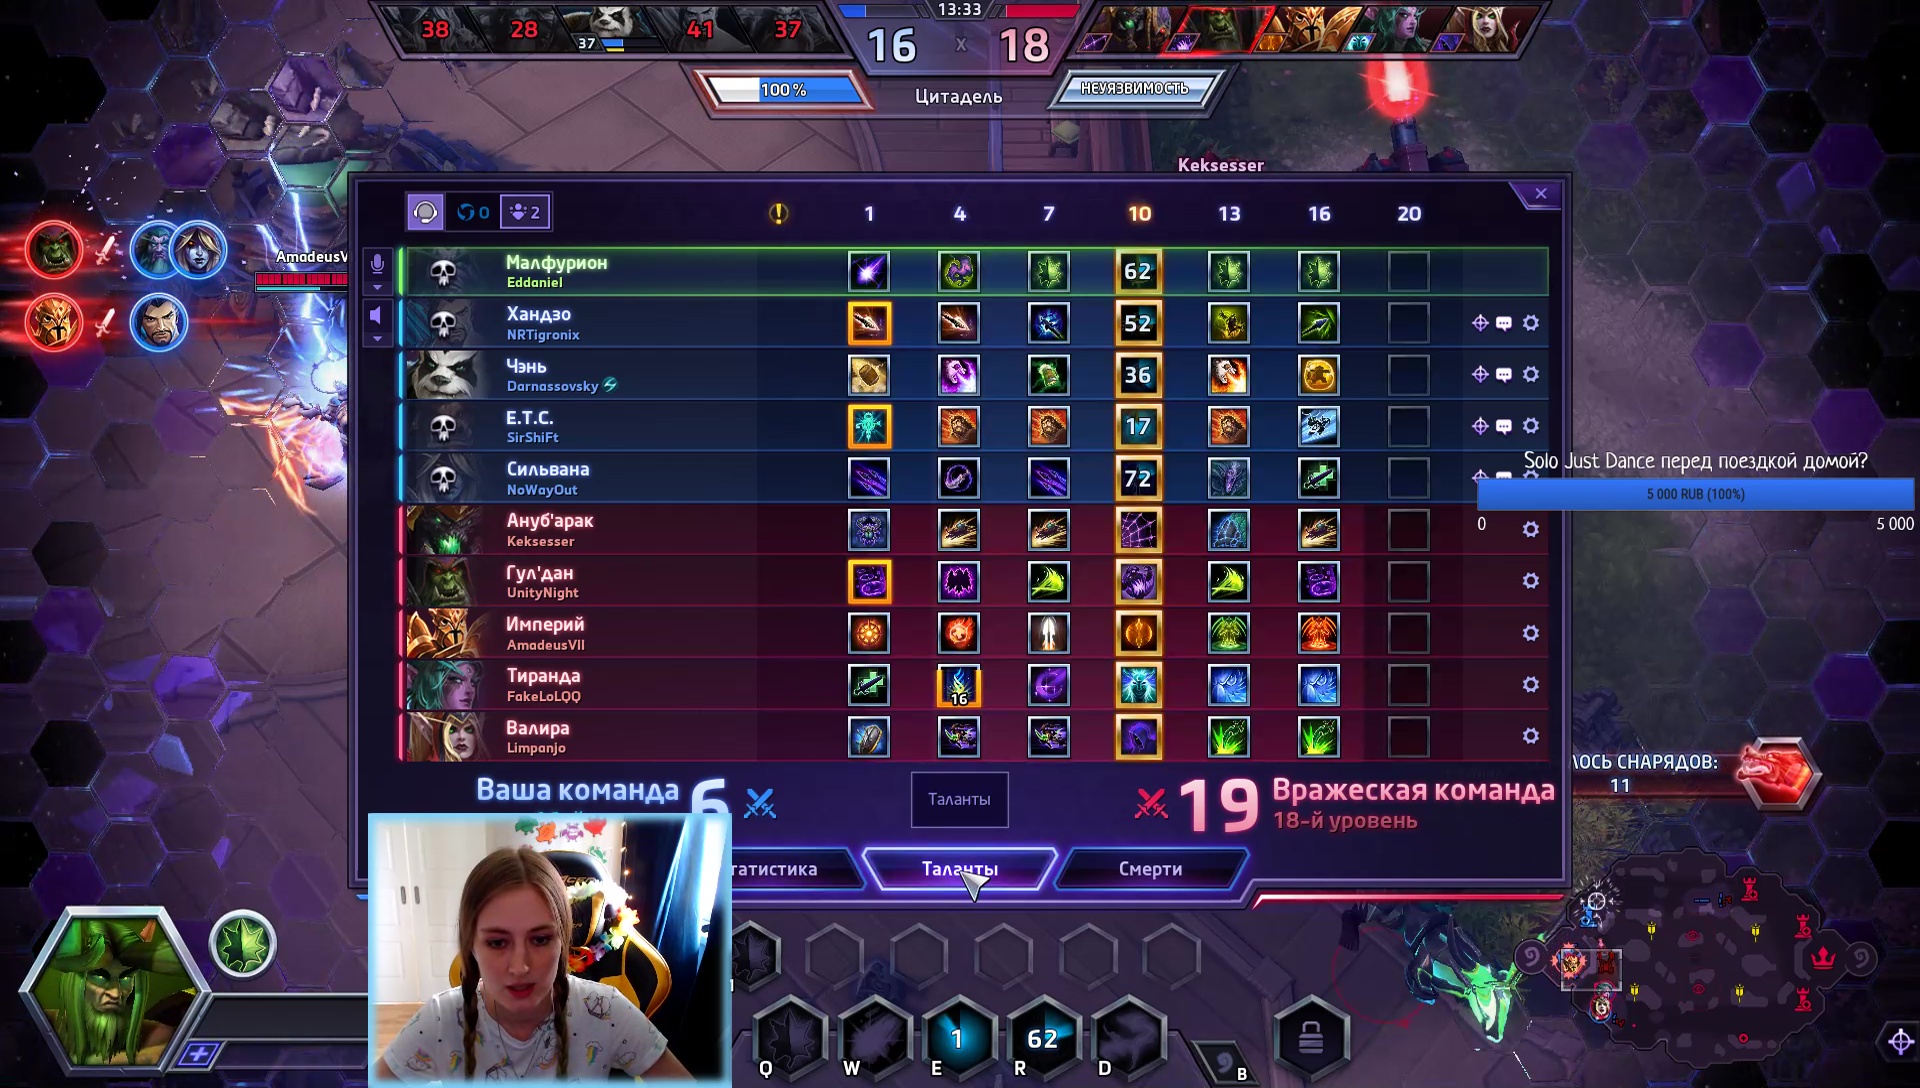 38
28
37
41
37
13:33
16 x 18
100%
Цитадель
НЕУЯЗВИМОСТЬ
Keksesser
AmadeusV
0
2
1 4 7 10 13 16 20
Малфурион
Eddaniel
62
Хандзо
NRTigronix
52
Чэнь
Darnassovsky
36
E.T.C.
SirShiFt
17
Сильвана
NoWayOut
72
Solo Just Dance перед поездкой домой?
5 000 RUB (100%)
0
5 000
Ануб'арак
Keksesser
Гул'дан
UnityNight
Империй
AmadeusVII
Тиранда
FakeLoLQQ
16
Валира
Limpanjo
ЛОСЬ СНАРЯДОВ:
11
Ваша команда 6
Таланты
19 Вражеская команда
18-й уровень
татистика
Таланты
Смерти
1
62
Q
W
E
R
D
B